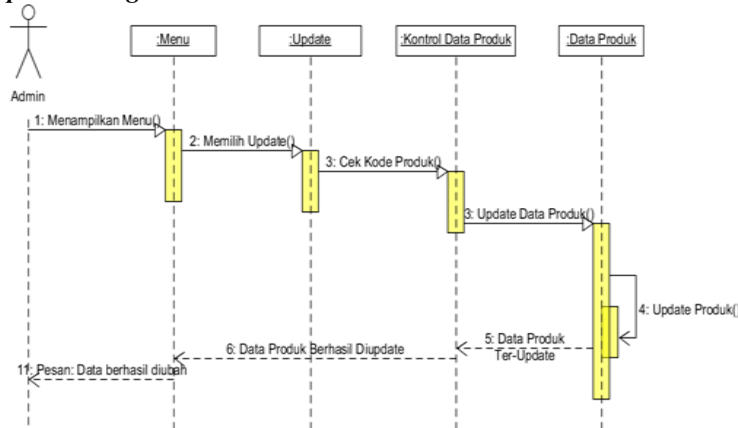 :Menu
:Update
:Kontrol Data Produk
:Data Produk
Admin
1: Menampilkan Menu()
2: Memilih Update()
3: Cek Kode Produk()
3: Update Data Produk()
4: Update Produk()
5: Data Produk
Ter-Update
6: Data Produk Berhasil Diupdate
11: Pesan: Data berhasil diubah